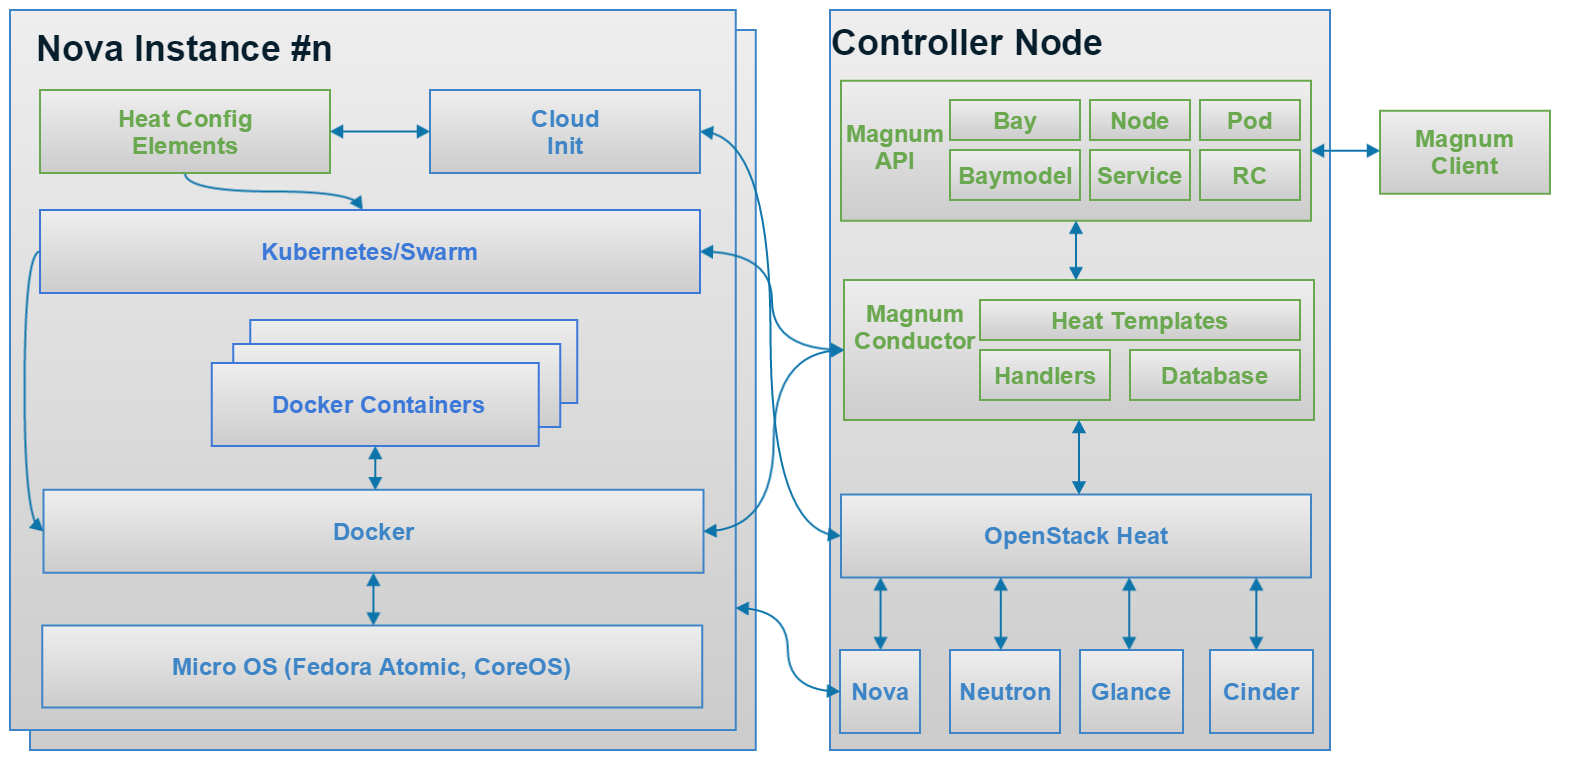 Nova Instance #n
Heat Config
Elements
Cloud
Init
Kubernetes/Swarm
Docker Containers
Docker
Micro OS (Fedora Atomic, CoreOS)
Controller Node
Magnum
API
Bay
Node
Pod
Baymodel
Service
RC
Magnum
Conductor
Heat Templates
Handlers
Database
OpenStack Heat
Nova
Neutron
Glance
Cinder
Magnum
Client